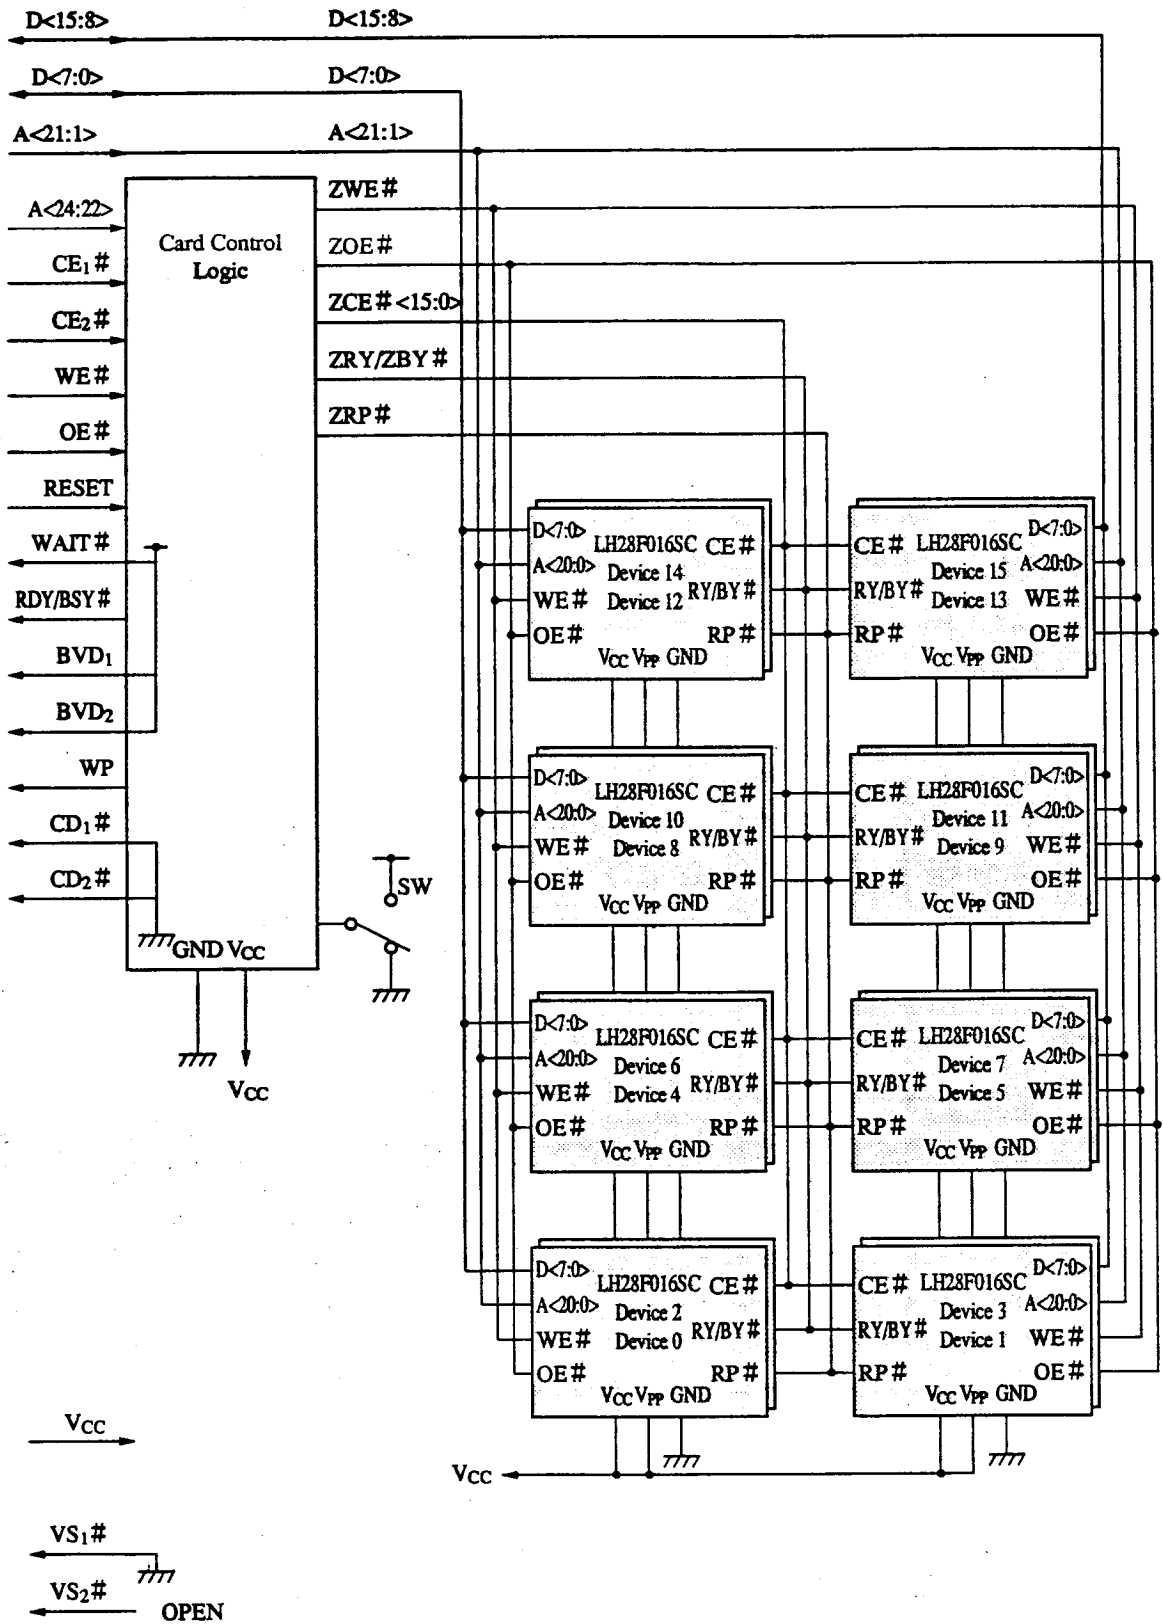 D<15:8> D<15:8>
D<7:0> D<7:0>
A<21:1> A<21:1>
A<24:22>
CE1#
CE2#
WE#
OE#
RESET
WAIT#
RDY/BSY#
BVD1
BVD2
WP
CD1#
CD2#
Card Control
Logic
GND VCC
VCC
ZWE#
ZOE#
ZCE#<15:0>
ZRY/ZBY#
ZRP#
SW
D<7:0>
A<20:0>
WE#
OE#
LH28F016SC
Device 14
Device 12
CE#
RY/BY#
RP#
VCC VPP GND
CE#
RY/BY#
RP#
LH28F016SC
Device 15
Device 13
D<7:0>
A<20:0>
WE#
OE#
VCC VPP GND
D<7:0>
A<20:0>
WE#
OE#
LH28F016SC
Device 10
Device 8
CE#
RY/BY#
RP#
VCC VPP GND
CE#
RY/BY#
RP#
LH28F016SC
Device 11
Device 9
D<7:0>
A<20:0>
WE#
OE#
VCC VPP GND
D<7:0>
A<20:0>
WE#
OE#
LH28F016SC
Device 6
Device 4
CE#
RY/BY#
RP#
VCC VPP GND
CE#
RY/BY#
RP#
LH28F016SC
Device 7
Device 5
D<7:0>
A<20:0>
WE#
OE#
VCC VPP GND
D<7:0>
A<20:0>
WE#
OE#
LH28F016SC
Device 2
Device 0
CE#
RY/BY#
RP#
VCC VPP GND
CE#
RY/BY#
RP#
LH28F016SC
Device 3
Device 1
D<7:0>
A<20:0>
WE#
OE#
VCC VPP GND
VCC
VCC
VS1#
VS2#
OPEN